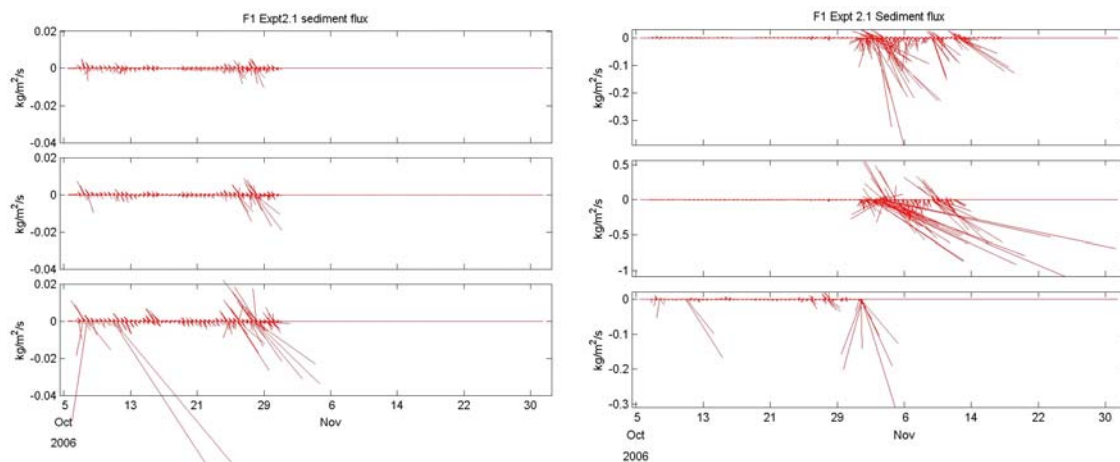 F1 Expt2.1 sediment flux
0.02
0
-0.02
-0.04
kg/m²/s
0.02
0
-0.02
-0.04
kg/m²/s
0.02
0
-0.02
-0.04
kg/m²/s
5 13 21 29 6 14 22 30
Oct Nov
2006
F1 Expt 2.1 Sediment flux
0
-0.1
-0.2
-0.3
kg/m²/s
0.5
0
-0.5
-1
kg/m²/s
0
-0.1
-0.2
-0.3
kg/m²/s
5 13 21 29 6 14 22 30
Oct Nov
2006